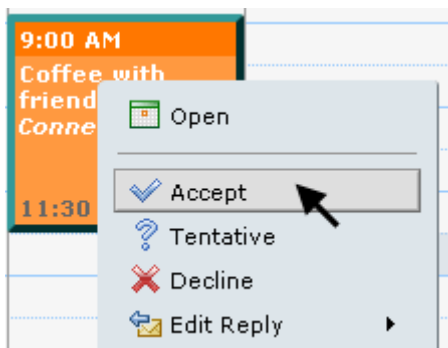 9:00 AM
Coffee with
friend
Conne
11:30
Open
Accept
Tentative
Decline
Edit Reply